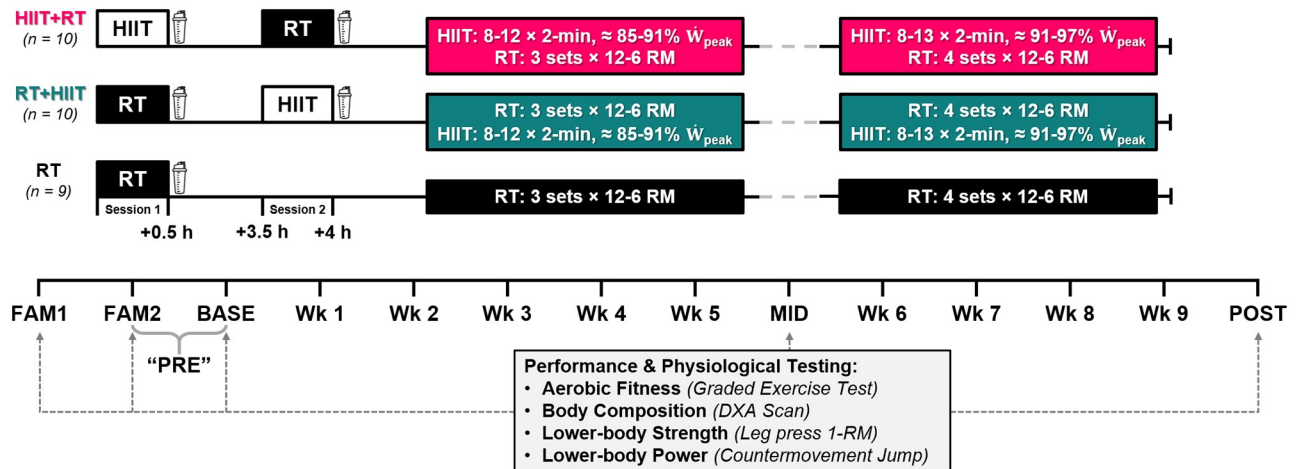 HIIT+RT
(n = 10)
HIIT
RT
HIIT: 8-12 × 2-min, ≈ 85-91% Ẇpeak
RT: 3 sets × 12-6 RM
HIIT: 8-13 × 2-min, ≈ 91-97% Ẇpeak
RT: 4 sets × 12-6 RM
RT+HIIT
(n = 10)
RT
HIIT
RT: 3 sets × 12-6 RM
HIIT: 8-12 × 2-min, ≈ 85-91% Ẇpeak
RT: 4 sets × 12-6 RM
HIIT: 8-13 × 2-min, ≈ 91-97% Ẇpeak
RT
(n = 9)
RT
RT: 3 sets × 12-6 RM
RT: 4 sets × 12-6 RM
Session 1
Session 2
+0.5 h
+3.5 h
+4 h
FAM1 FAM2 BASE Wk 1 Wk 2 Wk 3 Wk 4 Wk 5 MID Wk 6 Wk 7 Wk 8 Wk 9 POST
“PRE”
Performance & Physiological Testing:
• Aerobic Fitness (Graded Exercise Test)
• Body Composition (DXA Scan)
• Lower-body Strength (Leg press 1-RM)
• Lower-body Power (Countermovement Jump)